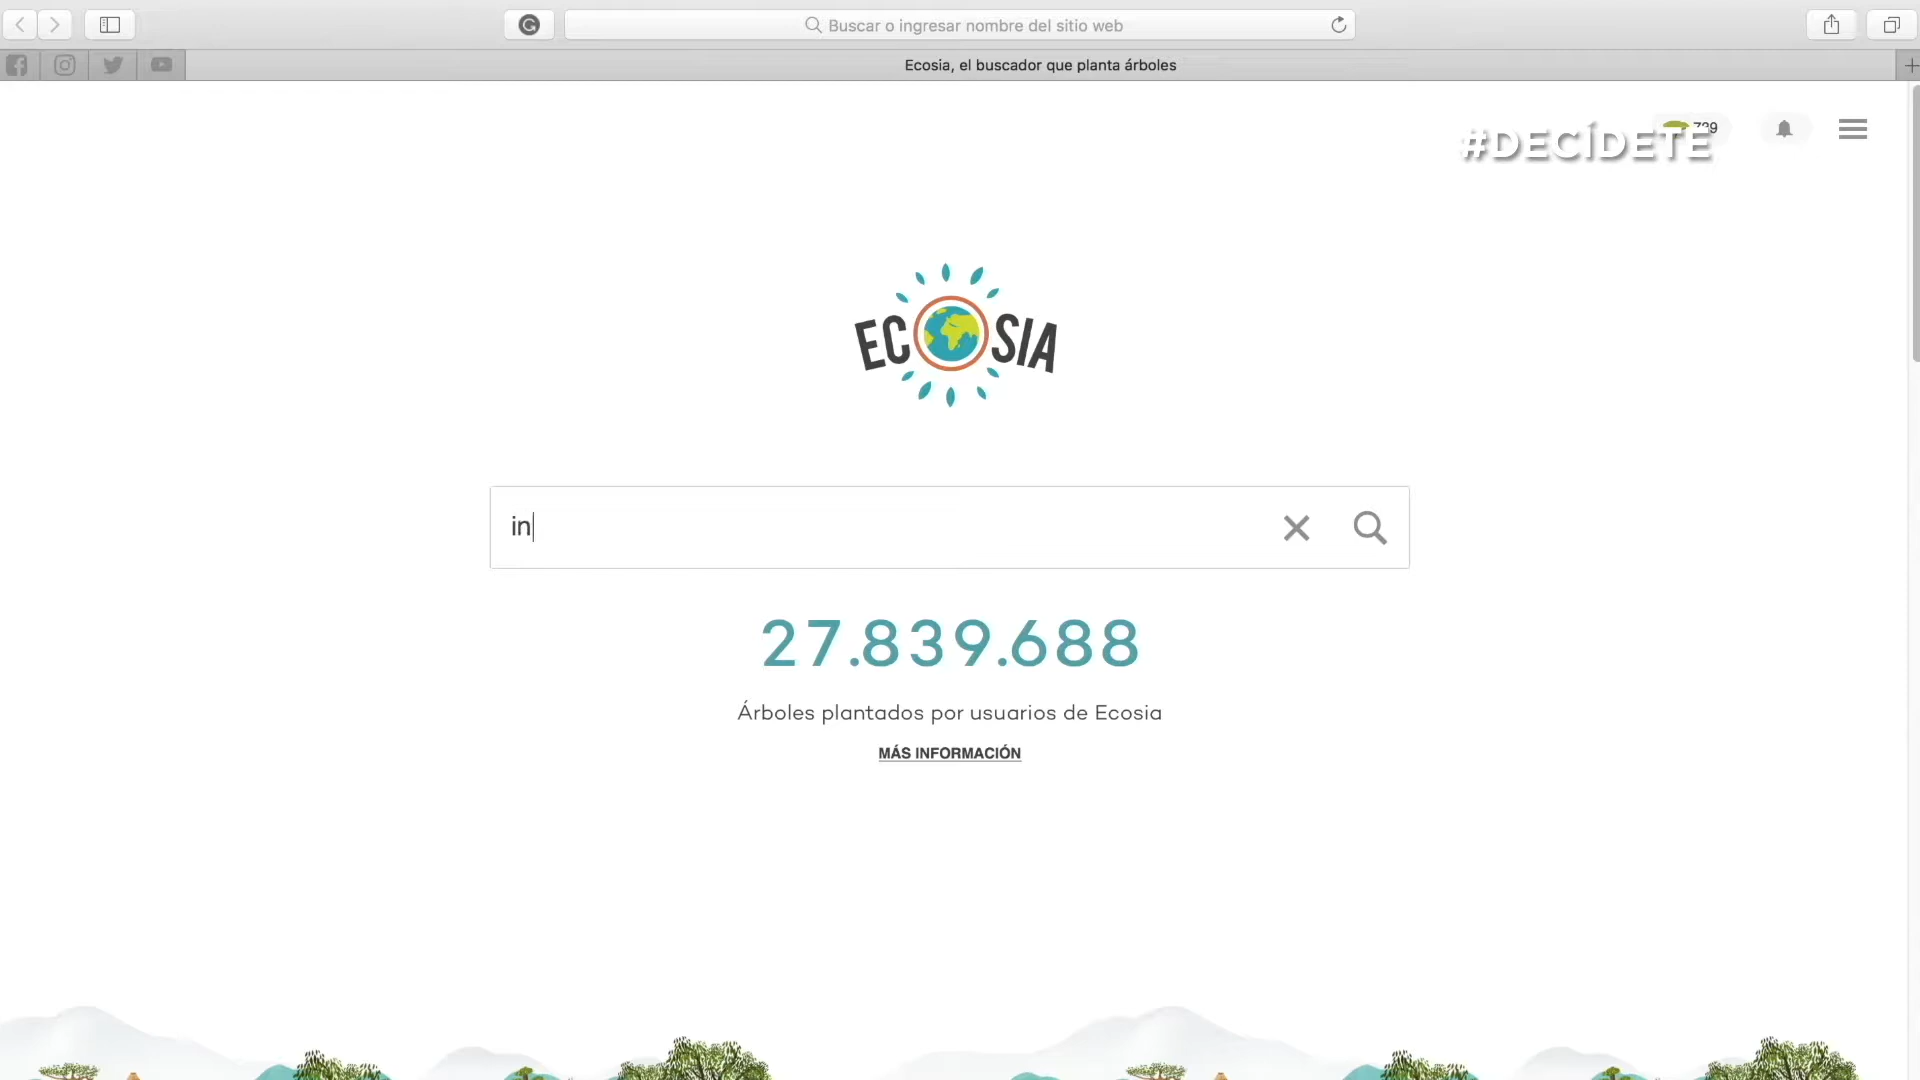 Buscar o ingresar nombre del sitio web
Ecosia, el buscador que planta árboles
#DECÍDETE
ECOSIA
in
27.839.688
Árboles plantados por usuarios de Ecosia
MÁS INFORMACIÓN